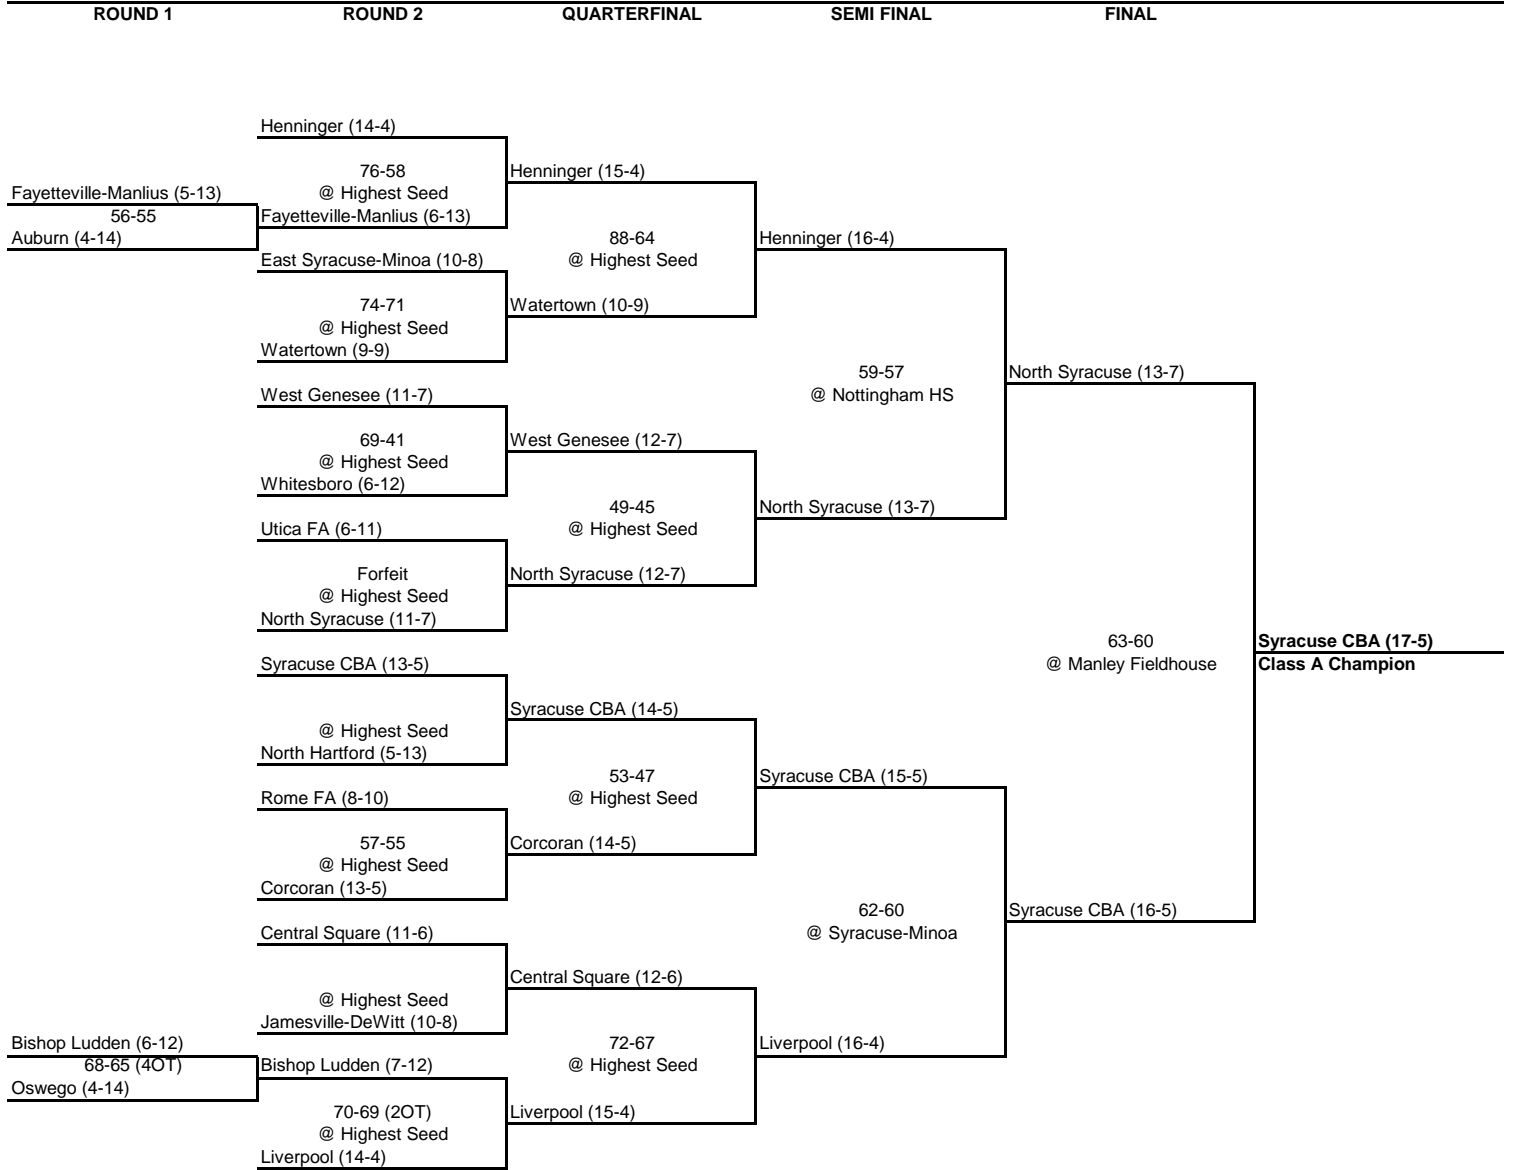 ROUND 1 ROUND 2 QUARTERFINAL SEMI FINAL FINAL
Henninger (14-4)
76-58 Henninger (15-4)
Fayetteville-Manlius (5-13) @ Highest Seed
56-55 Fayetteville-Manlius (6-13)
Auburn (4-14) 88-64 Henninger (16-4)
East Syracuse-Minoa (10-8) @ Highest Seed
74-71 Watertown (10-9)
@ Highest Seed
Watertown (9-9)
59-57 North Syracuse (13-7)
West Genesee (11-7) @ Nottingham HS
69-41 West Genesee (12-7)
@ Highest Seed
Whitesboro (6-12)
49-45 North Syracuse (13-7)
Utica FA (6-11) @ Highest Seed
Forfeit North Syracuse (12-7)
@ Highest Seed
North Syracuse (11-7)
63-60 Syracuse CBA (17-5)
Syracuse CBA (13-5) @ Manley Fieldhouse Class A Champion
Syracuse CBA (14-5)
@ Highest Seed
North Hartford (5-13)
53-47 Syracuse CBA (15-5)
Rome FA (8-10) @ Highest Seed
57-55 Corcoran (14-5)
@ Highest Seed
Corcoran (13-5)
62-60 Syracuse CBA (16-5)
Central Square (11-6) @ Syracuse-Minoa
Central Square (12-6)
@ Highest Seed
Jamesville-DeWitt (10-8)
Bishop Ludden (6-12) 72-67 Liverpool (16-4)
68-65 (4OT) Bishop Ludden (7-12) @ Highest Seed
Oswego (4-14)
70-69 (2OT) Liverpool (15-4)
@ Highest Seed
Liverpool (14-4)